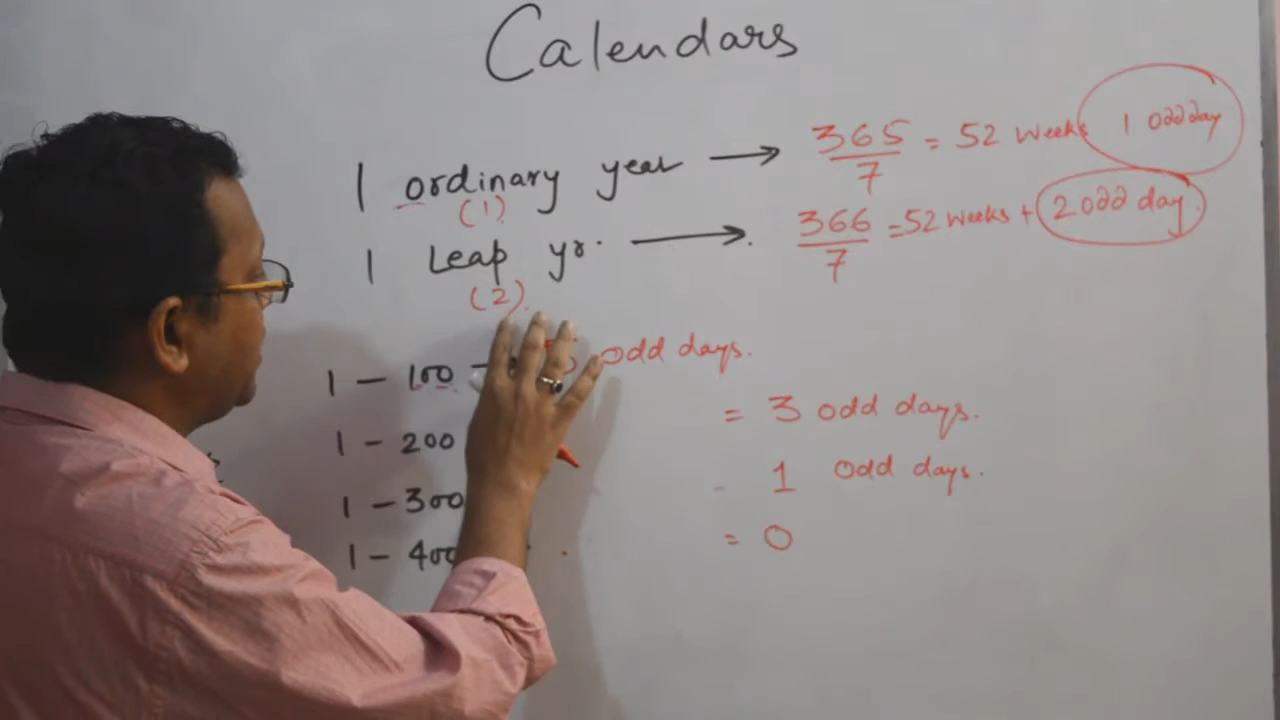 Calendars
1 ordinary year → 365/7 = 52 weeks 1 odd day
(1)
1 Leap yr. → 366/7 = 52 weeks + 2 odd day.
(2)
1 – 100 odd days.
1 – 200 = 3 odd days.
1 – 300 1 odd days.
1 – 400 = 0